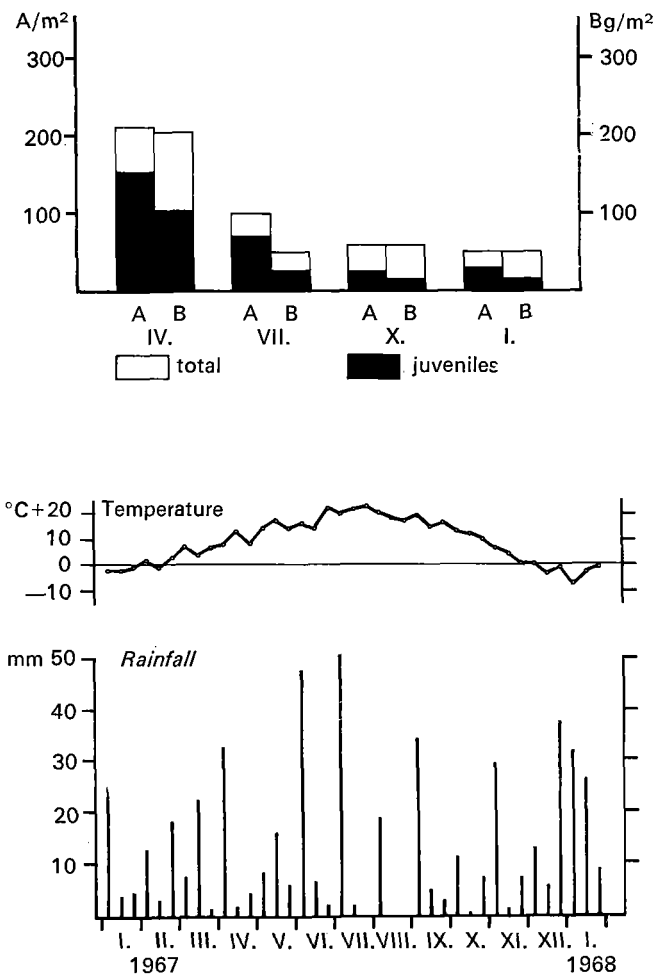 A/m² Bg/m²
300 300
200 200
100 100
A B A B A B A B
IV. VII. X. I.
total juveniles
°C+20 Temperature
10
0
—10
mm 50 Rainfall
40
30
20
10
I. II. III. IV. V. VI. VII. VIII. IX. X. XI. XII. I.
1967 1968